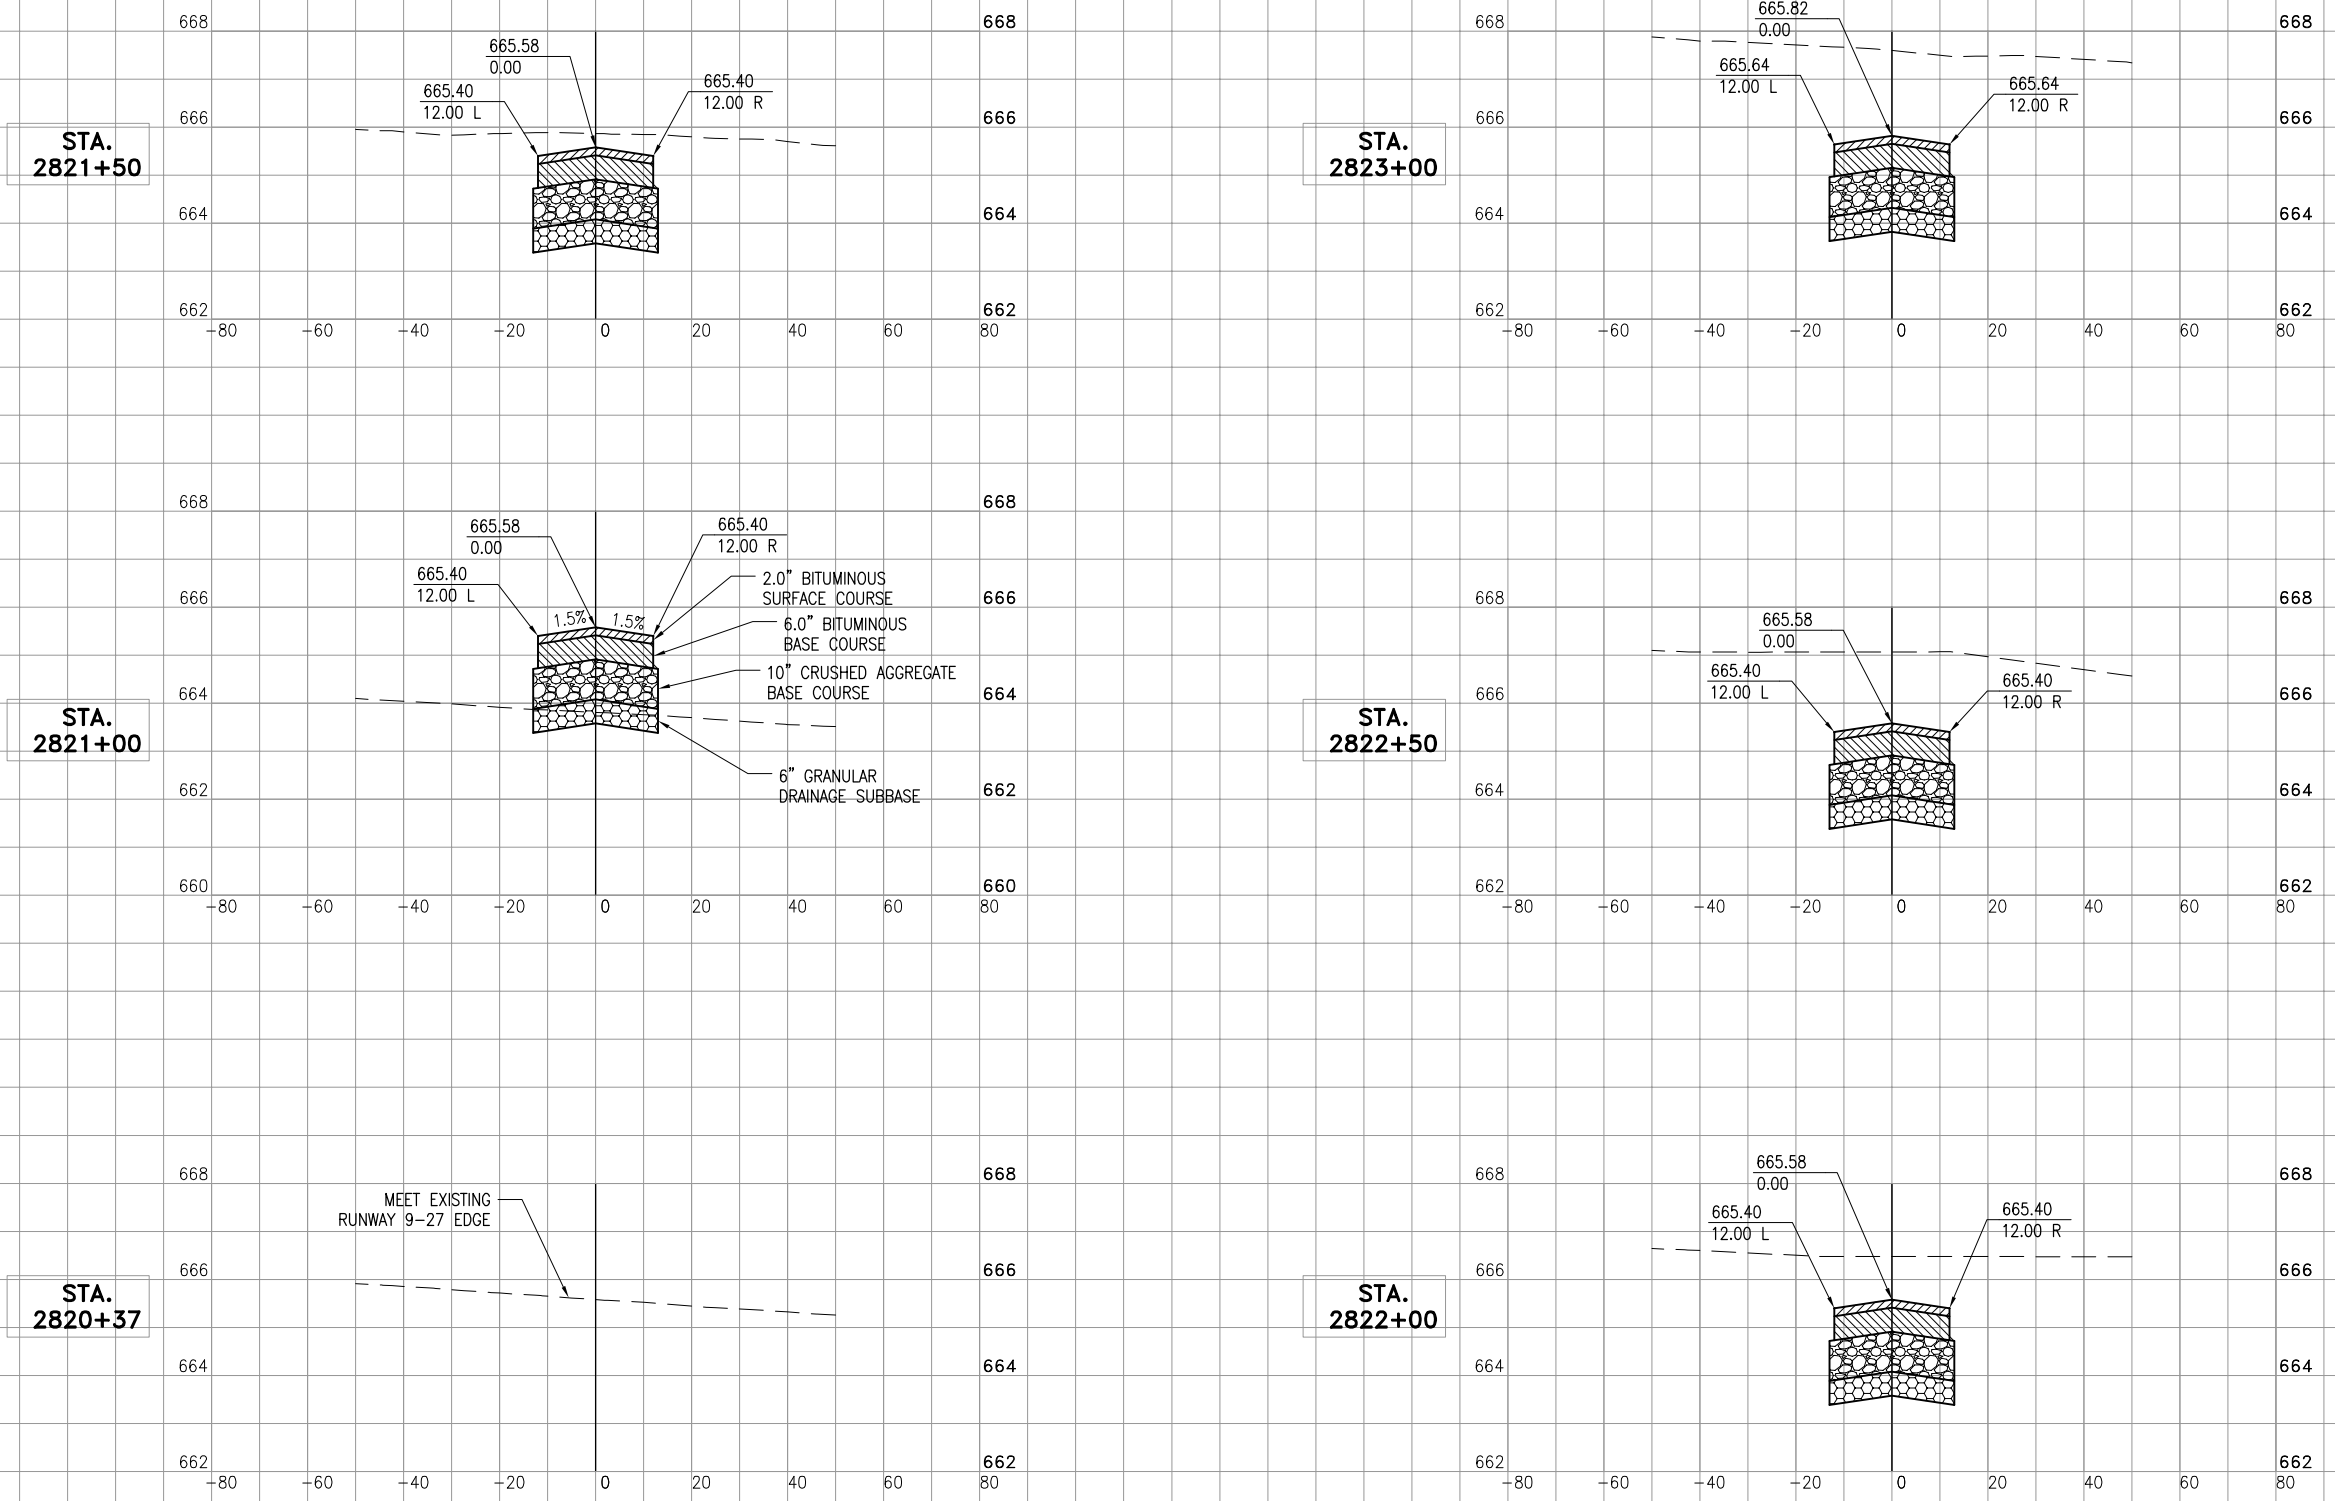 668
668
665.58
0.00
665.40
12.00 L
665.40
12.00 R
666
666
STA.
2821+50
664
664
662
662
-80 -60 -40 -20 0 20 40 60 80
668
668
665.58
0.00
665.40
12.00 R
665.40
12.00 L
1.5% 1.5%
2.0" BITUMINOUS
SURFACE COURSE
6.0" BITUMINOUS
BASE COURSE
10" CRUSHED AGGREGATE
BASE COURSE
6" GRANULAR
DRAINAGE SUBBASE
666
666
664
664
STA.
2821+00
662
662
660
660
-80 -60 -40 -20 0 20 40 60 80
668
668
MEET EXISTING
RUNWAY 9-27 EDGE
666
666
STA.
2820+37
664
664
662
662
-80 -60 -40 -20 0 20 40 60 80
668
668
665.82
0.00
665.64
12.00 L
665.64
12.00 R
666
666
STA.
2823+00
664
664
662
662
-80 -60 -40 -20 0 20 40 60 80
668
668
665.58
0.00
665.40
12.00 L
665.40
12.00 R
666
666
STA.
2822+50
664
664
662
662
-80 -60 -40 -20 0 20 40 60 80
668
668
665.58
0.00
665.40
12.00 L
665.40
12.00 R
666
666
STA.
2822+00
664
664
662
662
-80 -60 -40 -20 0 20 40 60 80